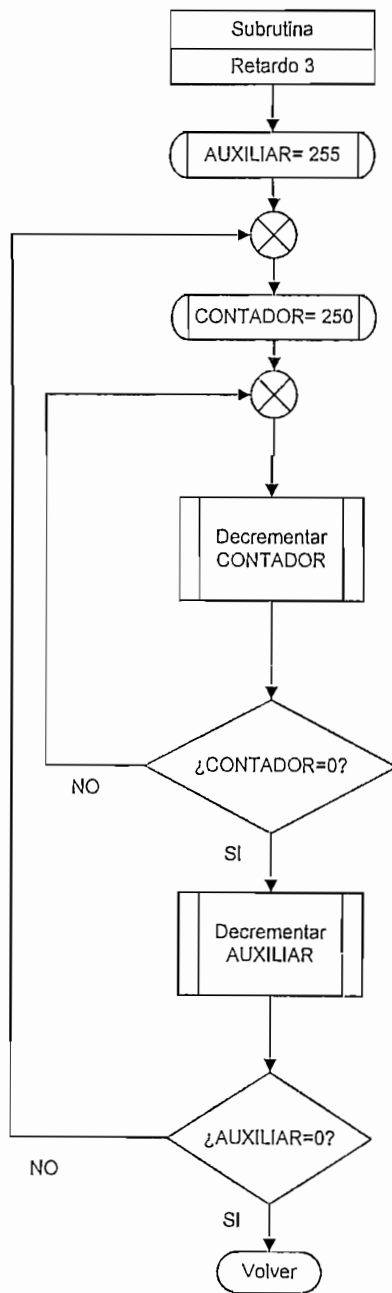 Subrutina
Retardo 3
AUXILIAR= 255
CONTADOR= 250
Decrementar
CONTADOR
¿CONTADOR=0?
NO
SI
Decrementar
AUXILIAR
¿AUXILIAR=0?
NO
SI
Volver